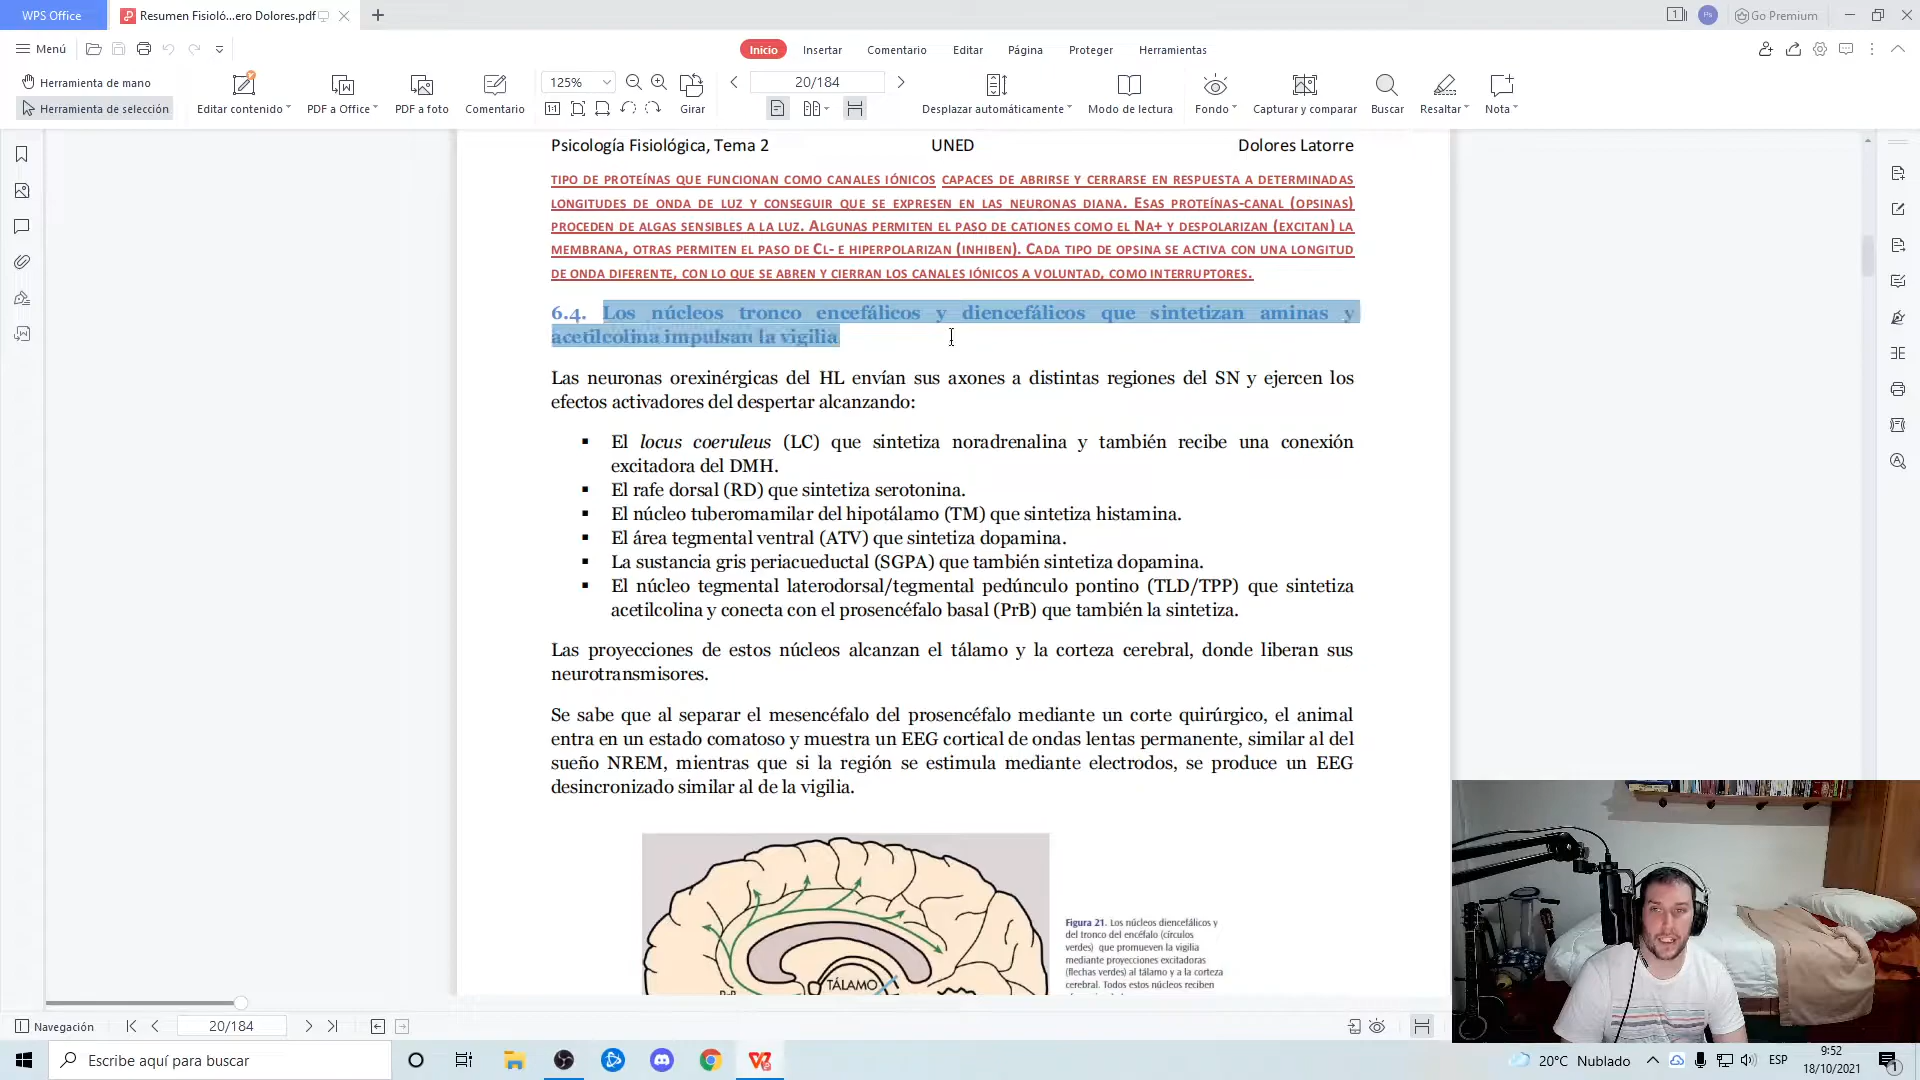 WPS Office
Resumen Fisioló...ero Dolores.pdf
1
Ps
Go Premium
Menú
Inicio
Insertar
Comentario
Editar
Página
Proteger
Herramientas
Herramienta de mano
Herramienta de selección
Editar contenido
PDF a Office
PDF a foto
Comentario
125%
Girar
20/184
Desplazar automáticamente
Modo de lectura
Fondo
Capturar y comparar
Buscar
Resaltar
Nota
Psicología Fisiológica, Tema 2 UNED Dolores Latorre
TIPO DE PROTEÍNAS QUE FUNCIONAN COMO CANALES IÓNICOS CAPACES DE ABRIRSE Y CERRARSE EN RESPUESTA A DETERMINADAS
LONGITUDES DE ONDA DE LUZ Y CONSEGUIR QUE SE EXPRESEN EN LAS NEURONAS DIANA. ESAS PROTEÍNAS-CANAL (OPSINAS)
PROCEDEN DE ALGAS SENSIBLES A LA LUZ. ALGUNAS PERMITEN EL PASO DE CATIONES COMO EL NA+ Y DESPOLARIZAN (EXCITAN) LA
MEMBRANA, OTRAS PERMITEN EL PASO DE CL- E HIPERPOLARIZAN (INHIBEN). CADA TIPO DE OPSINA SE ACTIVA CON UNA LONGITUD
DE ONDA DIFERENTE, CON LO QUE SE ABREN Y CIERRAN LOS CANALES IÓNICOS A VOLUNTAD, COMO INTERRUPTORES.
6.4. Los núcleos tronco encefálicos y diencefálicos que sintetizan aminas y
acetilcolina impulsan la vigilia
Las neuronas orexinérgicas del HL envían sus axones a distintas regiones del SN y ejercen los
efectos activadores del despertar alcanzando:
▪ El locus coeruleus (LC) que sintetiza noradrenalina y también recibe una conexión
excitadora del DMH.
▪ El rafe dorsal (RD) que sintetiza serotonina.
▪ El núcleo tuberomamilar del hipotálamo (TM) que sintetiza histamina.
▪ El área tegmental ventral (ATV) que sintetiza dopamina.
▪ La sustancia gris periacueductal (SGPA) que también sintetiza dopamina.
▪ El núcleo tegmental laterodorsal/tegmental pedúnculo pontino (TLD/TPP) que sintetiza
acetilcolina y conecta con el prosencéfalo basal (PrB) que también la sintetiza.
Las proyecciones de estos núcleos alcanzan el tálamo y la corteza cerebral, donde liberan sus
neurotransmisores.
Se sabe que al separar el mesencéfalo del prosencéfalo mediante un corte quirúrgico, el animal
entra en un estado comatoso y muestra un EEG cortical de ondas lentas permanente, similar al del
sueño NREM, mientras que si la región se estimula mediante electrodos, se produce un EEG
desincronizado similar al de la vigilia.
TÁLAMO
Figura 21. Los núcleos diencefálicos y
del tronco del encéfalo (círculos
verdes) que promueven la vigilia
mediante proyecciones excitadoras
(flechas verdes) al tálamo y a la corteza
cerebral. Todos estos núcleos reciben
Navegación
20/184
Escribe aquí para buscar
20°C Nublado
ESP
9:52
18/10/2021
1